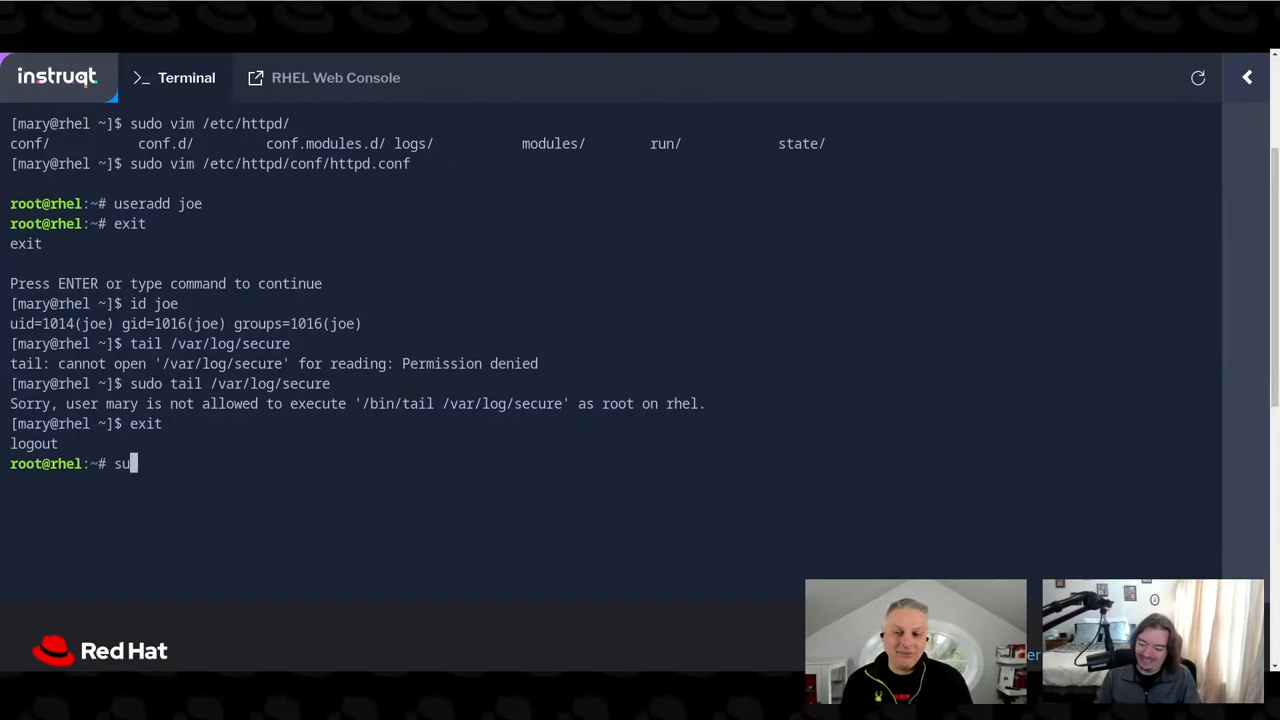 instruqt
>_ Terminal
RHEL Web Console
[mary@rhel ~]$ sudo vim /etc/httpd/
conf/ conf.d/ conf.modules.d/ logs/ modules/ run/ state/
[mary@rhel ~]$ sudo vim /etc/httpd/conf/httpd.conf
root@rhel:~# useradd joe
root@rhel:~# exit
exit
Press ENTER or type command to continue
[mary@rhel ~]$ id joe
uid=1014(joe) gid=1016(joe) groups=1016(joe)
[mary@rhel ~]$ tail /var/log/secure
tail: cannot open '/var/log/secure' for reading: Permission denied
[mary@rhel ~]$ sudo tail /var/log/secure
Sorry, user mary is not allowed to execute '/bin/tail /var/log/secure' as root on rhel.
[mary@rhel ~]$ exit
logout
root@rhel:~# su
Red Hat